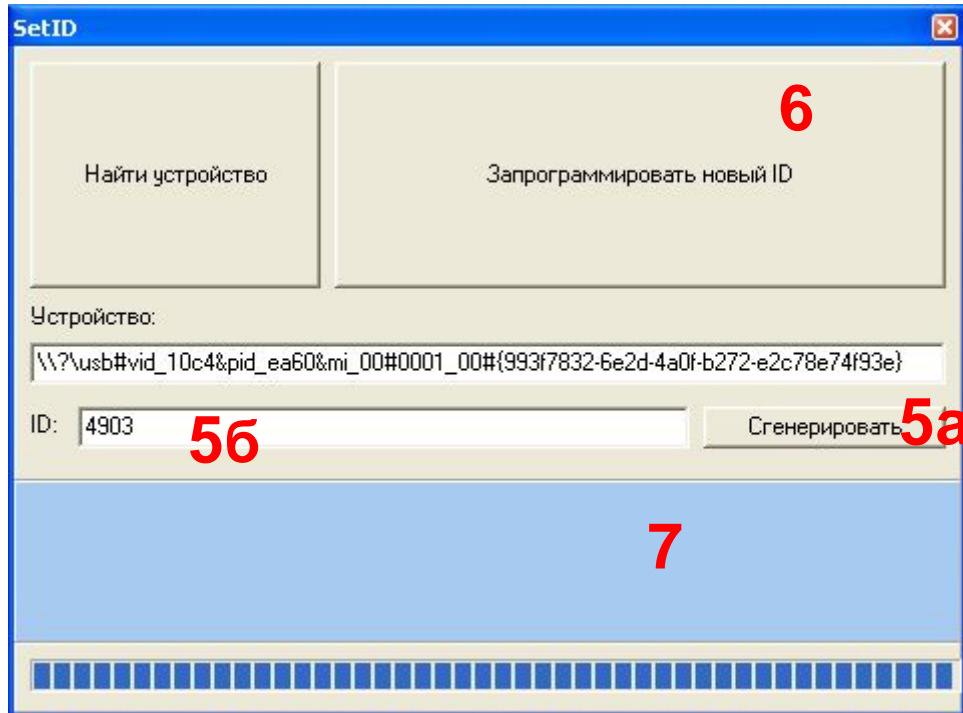 SetID
6
Найти устройство
Запрограммировать новый ID
Устройство:
\\?\usb#vid_10c4&pid_ea60&mi_00#0001_00#{993f7832-6e2d-4a0f-b272-e2c78e74f93e}
ID:
4903
5б
Сгенерировать
5а
7